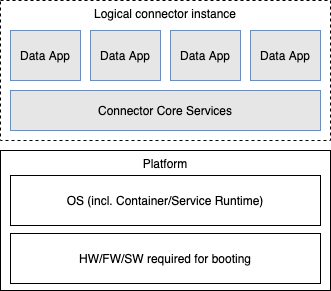 Logical connector instance
Data App Data App Data App Data App
Connector Core Services
Platform
OS (incl. Container/Service Runtime)
HW/FW/SW required for booting